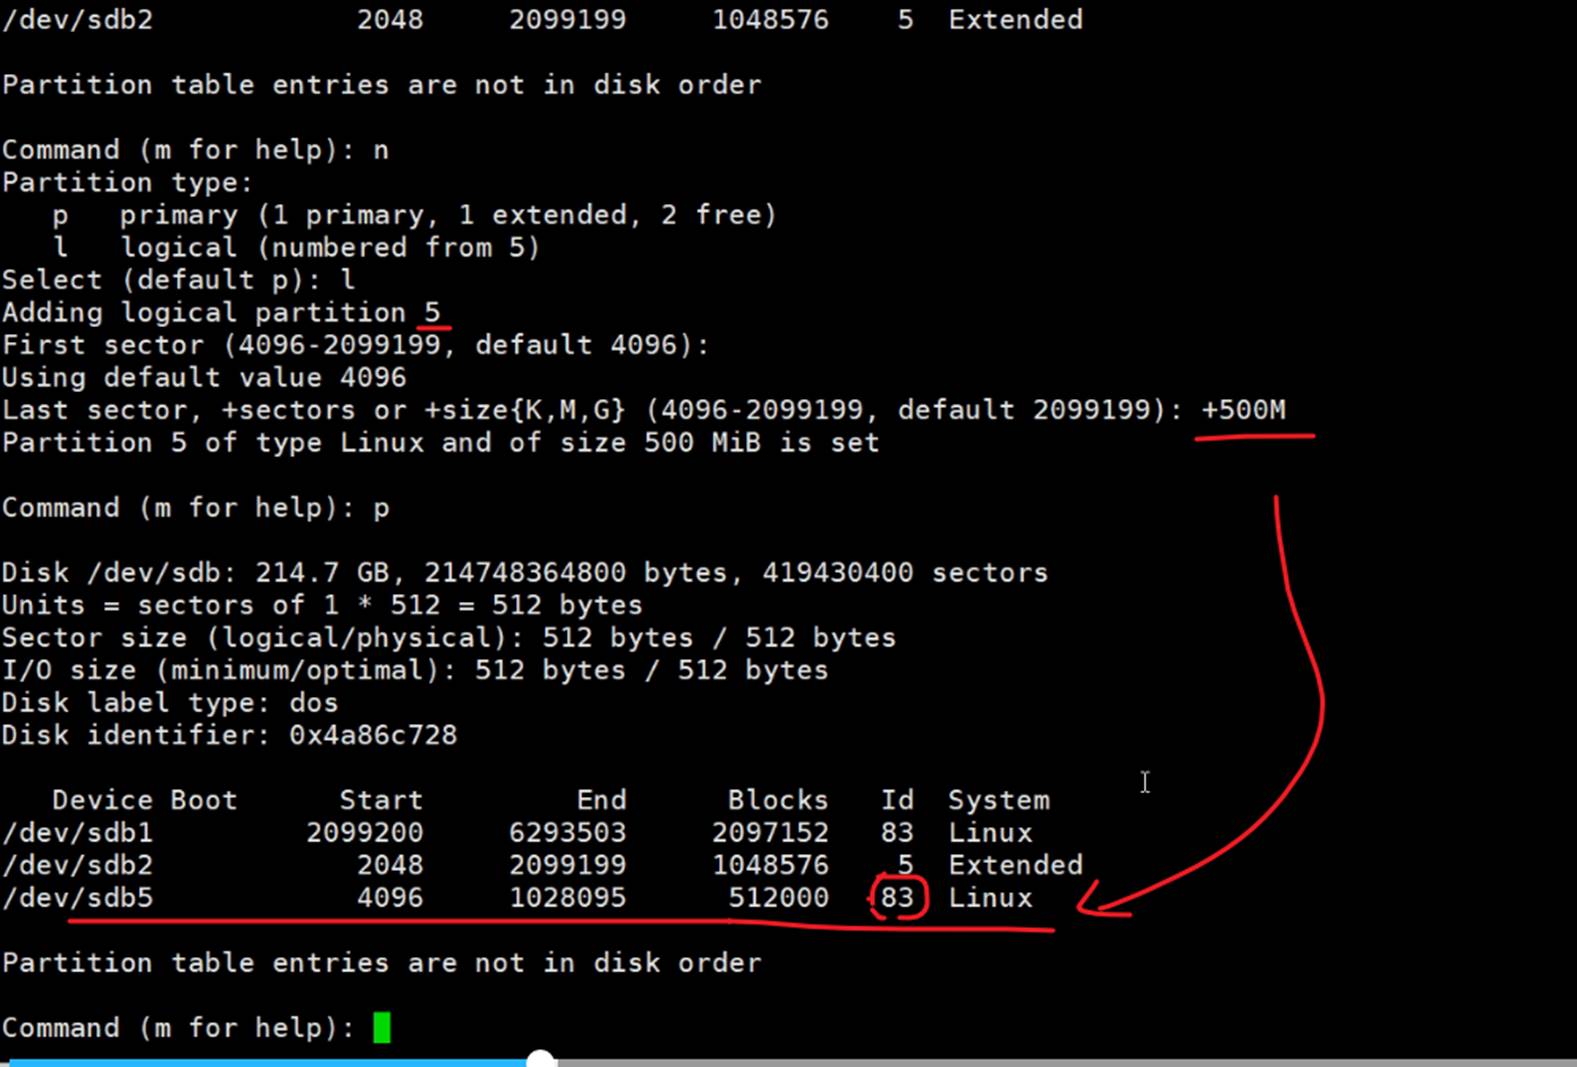 /dev/sdb2            2048     2099199     1048576    5  Extended
Partition table entries are not in disk order
Command (m for help): n
Partition type:
   p   primary (1 primary, 1 extended, 2 free)
   l   logical (numbered from 5)
Select (default p): l
Adding logical partition 5
First sector (4096-2099199, default 4096):
Using default value 4096
Last sector, +sectors or +size{K,M,G} (4096-2099199, default 2099199): +500M
Partition 5 of type Linux and of size 500 MiB is set
Command (m for help): p
Disk /dev/sdb: 214.7 GB, 214748364800 bytes, 419430400 sectors
Units = sectors of 1 * 512 = 512 bytes
Sector size (logical/physical): 512 bytes / 512 bytes
I/O size (minimum/optimal): 512 bytes / 512 bytes
Disk label type: dos
Disk identifier: 0x4a86c728
   Device Boot      Start         End      Blocks   Id  System
/dev/sdb1         2099200     6293503     2097152   83  Linux
/dev/sdb2            2048     2099199     1048576    5  Extended
/dev/sdb5            4096     1028095      512000   83  Linux
Partition table entries are not in disk order
Command (m for help):